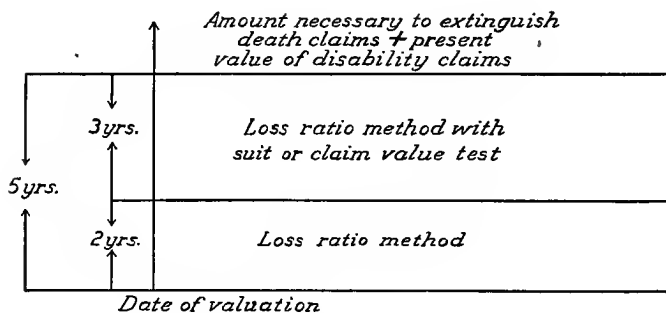 Amount necessary to extinguish
death claims + present
value of disability claims
3yrs.
Loss ratio method with
suit or claim value test
5yrs.
2yrs.
Loss ratio method
Date of valuation